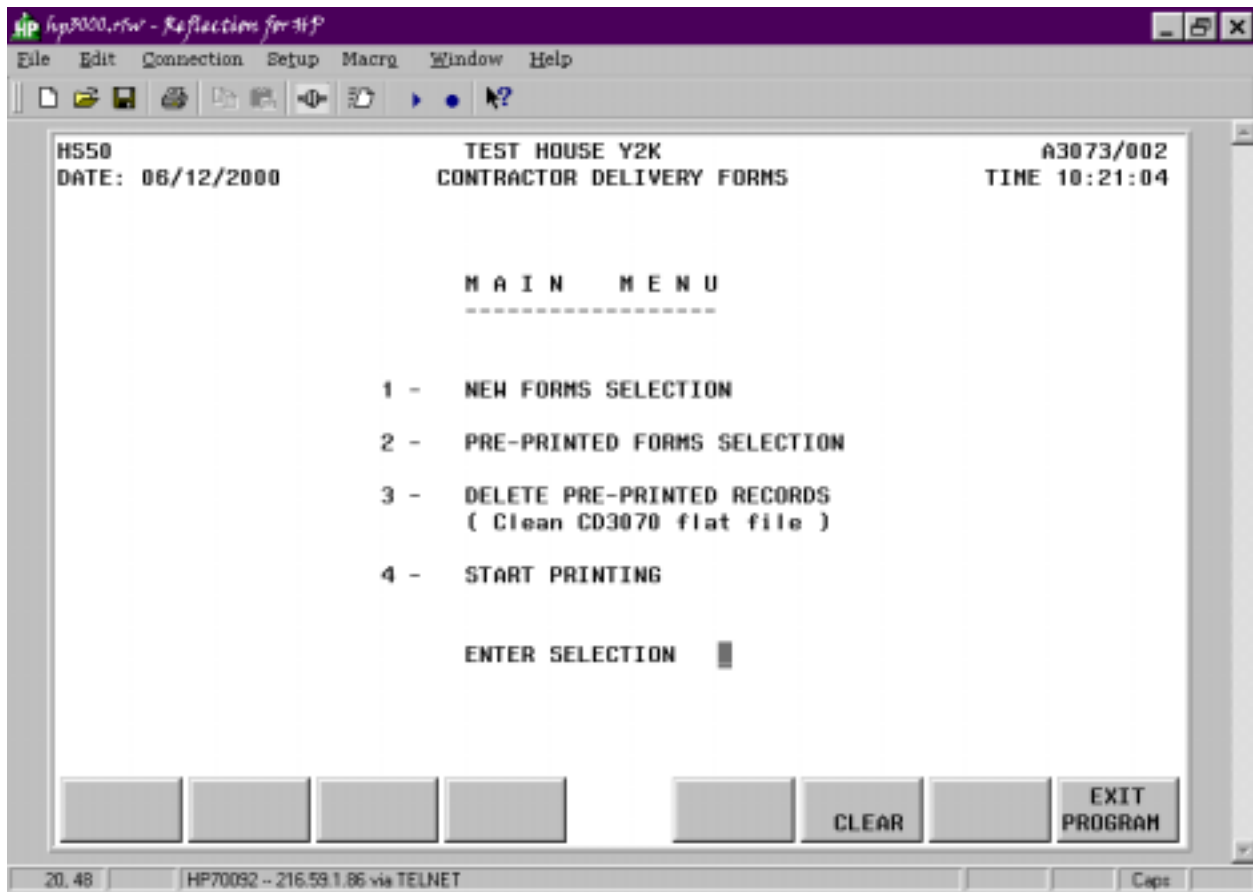 hp3000.rfw - Reflection for HP
File Edit Connection Setup Macro Window Help
HS50 TEST HOUSE Y2K A3073/002
DATE: 06/12/2000 CONTRACTOR DELIVERY FORMS TIME 10:21:04
M A I N M E N U
------------------
1 - NEW FORMS SELECTION
2 - PRE-PRINTED FORMS SELECTION
3 - DELETE PRE-PRINTED RECORDS
( Clean CD3070 flat file )
4 - START PRINTING
ENTER SELECTION
CLEAR EXIT PROGRAM
20, 48 HP70092 -- 216.59.1.86 via TELNET Caps